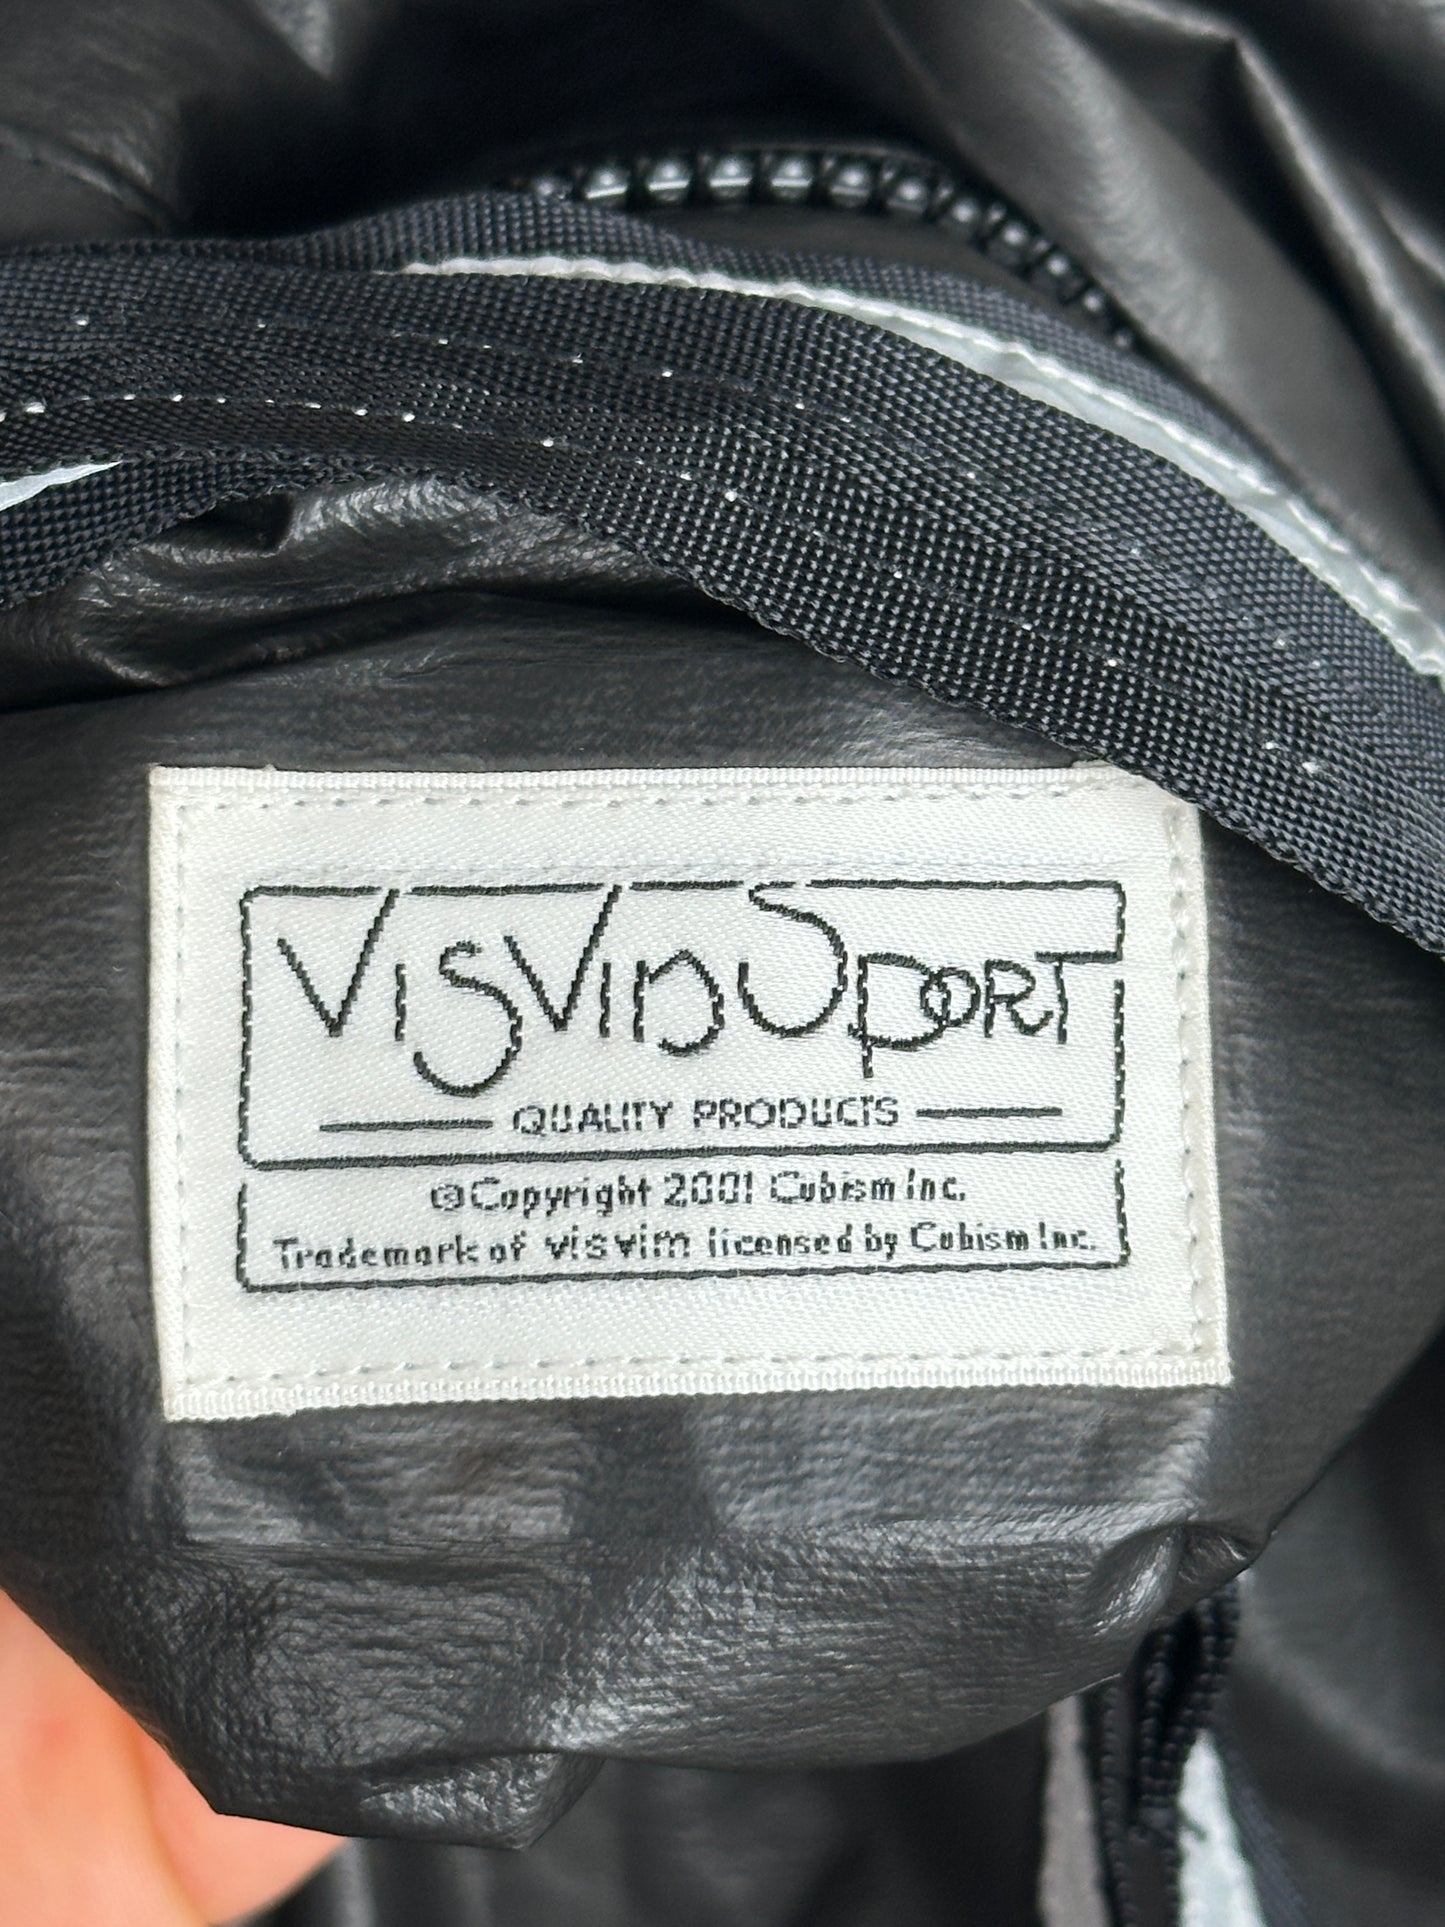 VISVIM SPORT
QUALITY PRODUCTS
©Copyright 2001 Cubism Inc.
Trademark of visvim licensed by Cubism Inc.